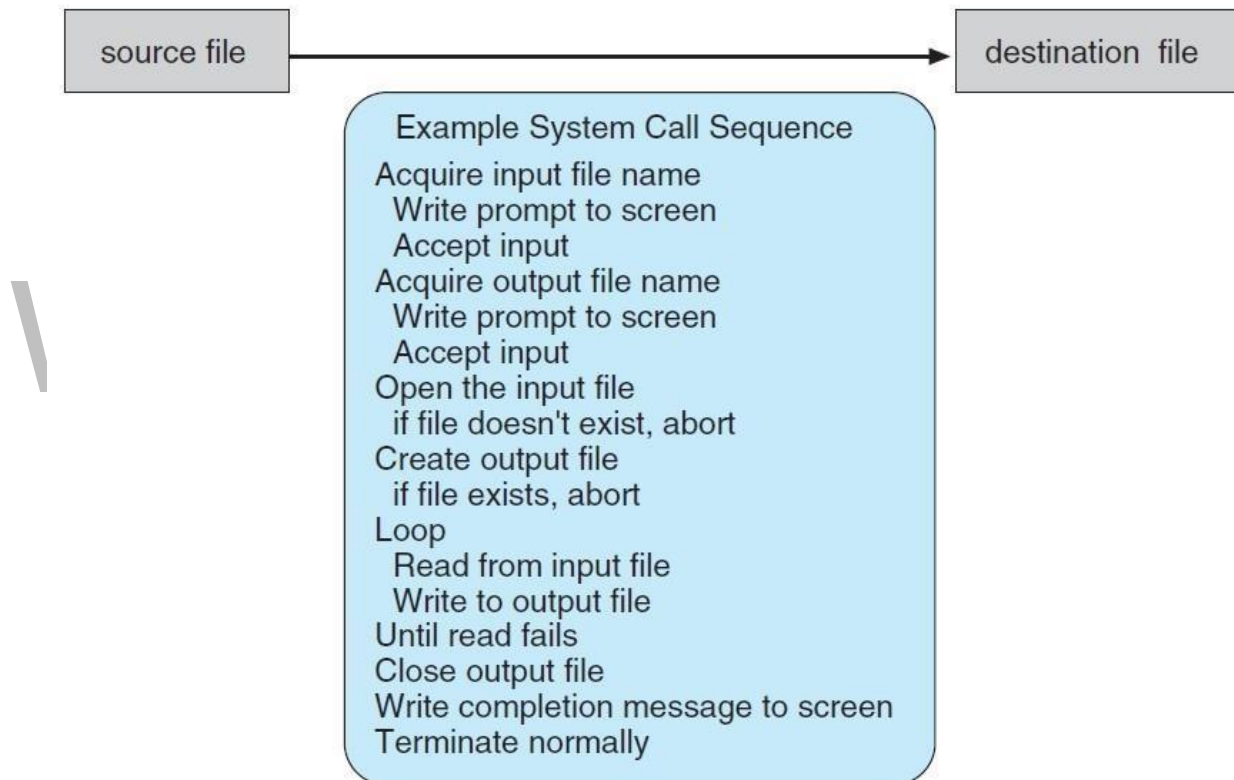 source file
destination file
Example System Call Sequence
Acquire input file name
Write prompt to screen
Accept input
Acquire output file name
Write prompt to screen
Accept input
Open the input file
if file doesn't exist, abort
Create output file
if file exists, abort
Loop
Read from input file
Write to output file
Until read fails
Close output file
Write completion message to screen
Terminate normally